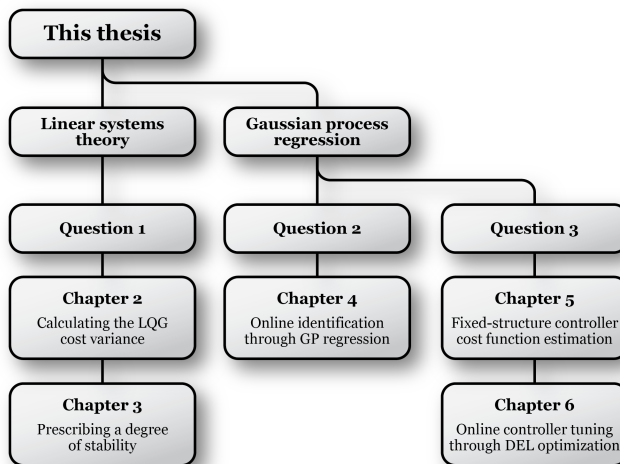 This thesis
Linear systems
theory
Gaussian process
regression
Question 1
Question 2
Question 3
Chapter 2
Calculating the LQG
cost variance
Chapter 4
Online identification
through GP regression
Chapter 5
Fixed-structure controller
cost function estimation
Chapter 3
Prescribing a degree
of stability
Chapter 6
Online controller tuning
through DEL optimization